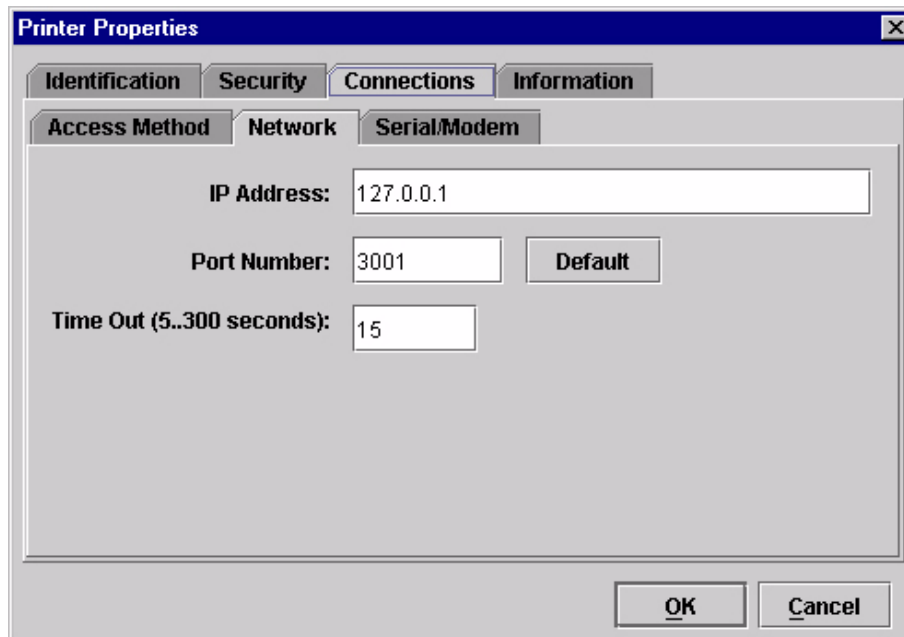 Printer Properties
Identification Security Connections Information
Access Method Network Serial/Modem
IP Address: 127.0.0.1
Port Number: 3001 Default
Time Out (5..300 seconds): 15
OK Cancel